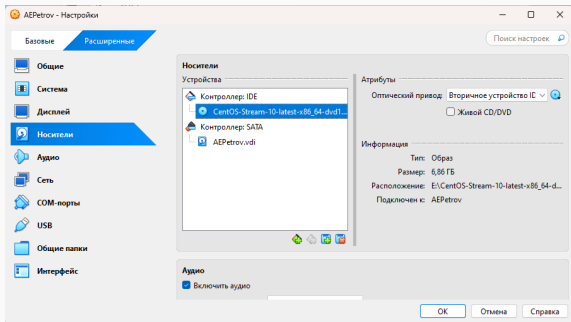 AEPetrov - Настройки
Базовые Расширенные
Поиск настроек
Общие
Система
Дисплей
Носители
Аудио
Сеть
COM-порты
USB
Общие папки
Интерфейс
Носители
Устройства
Контроллер: IDE
CentOS-Stream-10-latest-x86_64-dvd1...
Контроллер: SATA
AEPetrov.vdi
Атрибуты
Оптический привод: Вторичное устройство IE
Живой CD/DVD
Информация
Тип: Образ
Размер: 6,86 ГБ
Расположение: E:\CentOS-Stream-10-latest-x86_64-d...
Подключен к: AEPetrov
Аудио
Включить аудио
OK Отмена Справка